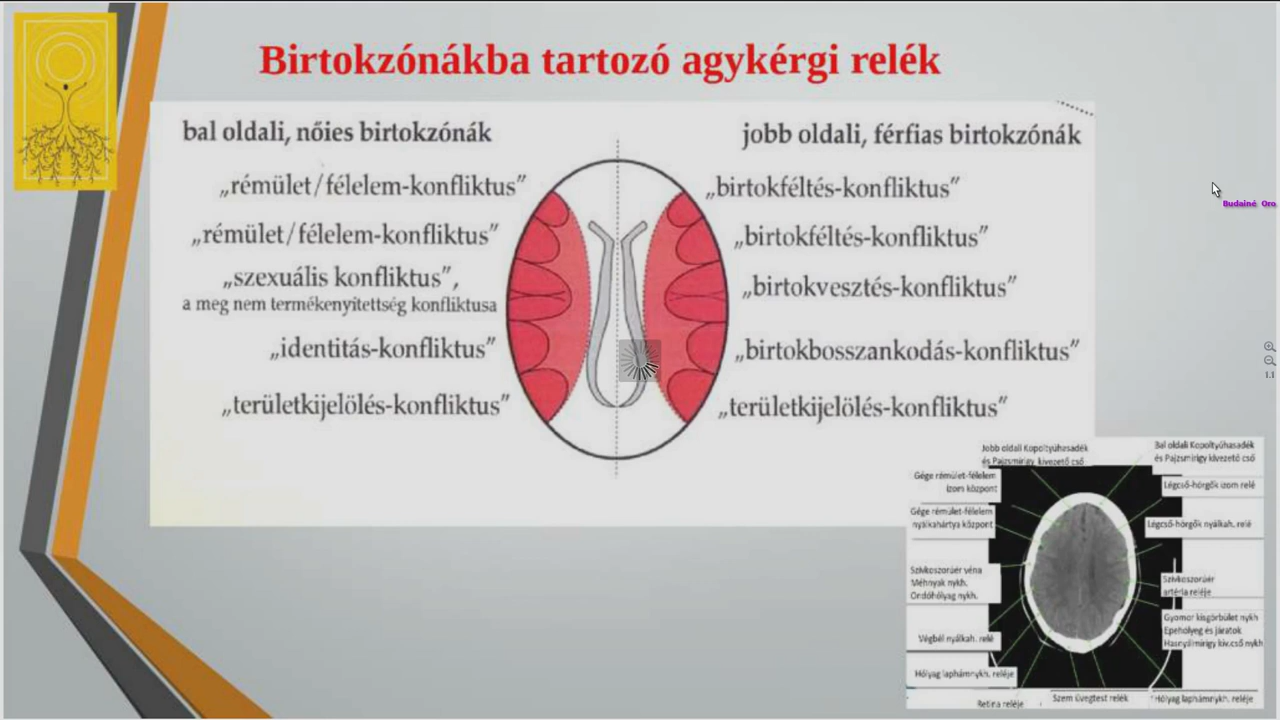 Birtokzónákba tartozó agykérgi relék
bal oldali, nőies birtokzónák
„rémület/félelem-konfliktus”
„rémület/félelem-konfliktus”
„szexuális konfliktus”,
a meg nem termékenyítettség konfliktusa
„identitás-konfliktus”
„területkijelölés-konfliktus”
jobb oldali, férfias birtokzónák
„birtokféltés-konfliktus”
„birtokféltés-konfliktus”
„birtokvesztés-konfliktus”
„birtokbosszankodás-konfliktus”
„területkijelölés-konfliktus”
Budainé Oro
1.1
Jobb oldali Kopoltyúhasadék
és Pajzsmirigy kivezető cső
Bal oldali Kopoltyúhasadék
és Pajzsmirigy kivezető cső
Gége rémület-félelem
izom központ
Légcső-hörgők izom relé
Gége rémület-félelem
nyálkahártya központ
Légcső-hörgők nyálkah. relé
Szívkoszorúér véna
Méhnyak nykh.
Ondóhólyag nykh.
Szívkoszorúér
artéria reléje
Gyomor kisgörbület nykh
Epehólyag és járatok
Hasnyálmirigy kiv.cső nykh
Végbél nyálkah. relé
Hólyag laphámnykh. reléje
Retina reléje
Szem üvegtest relék
Hólyag laphámnykh. reléje